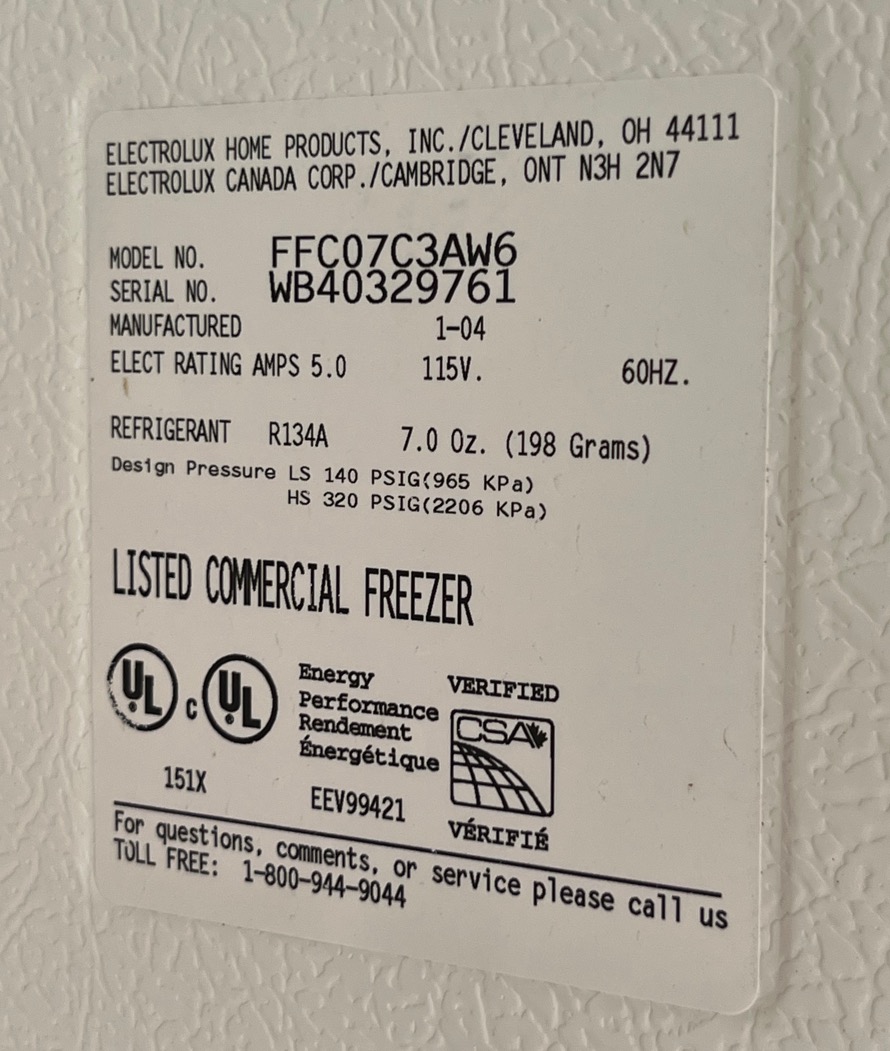 ELECTROLUX HOME PRODUCTS, INC./CLEVELAND, OH 44111
ELECTROLUX CANADA CORP./CAMBRIDGE, ONT N3H 2N7
MODEL NO. FFC07C3AW6
SERIAL NO. WB40329761
MANUFACTURED 1-04
ELECT RATING AMPS 5.0 115V. 60HZ.
REFRIGERANT R134A 7.0 Oz. (198 Grams)
Design Pressure LS 140 PSIG(965 KPa)
HS 320 PSIG(2206 KPa)
LISTED COMMERCIAL FREEZER
UL c UL
151X
Energy
Performance
Rendement
Énergétique
EEV99421
VERIFIED
CSA
VÉRIFIÉ
For questions, comments, or service please call us
TOLL FREE: 1-800-944-9044